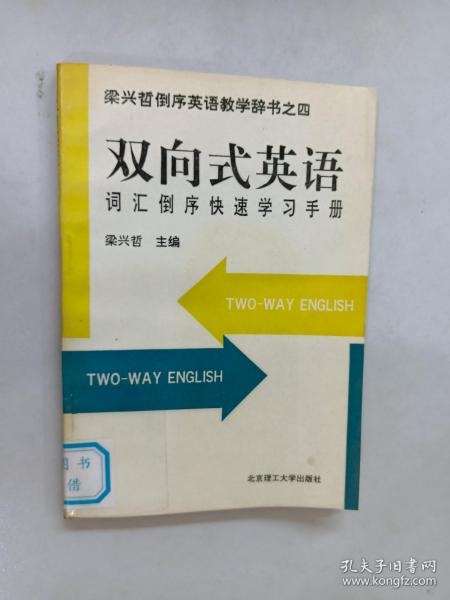 梁兴哲倒序英语教学辞书之四
双向式英语
词汇倒序快速学习手册
梁兴哲 主编
TWO-WAY ENGLISH
TWO-WAY ENGLISH
书
借
北京理工大学出版社
孔夫子旧书网
www.kongfz.com